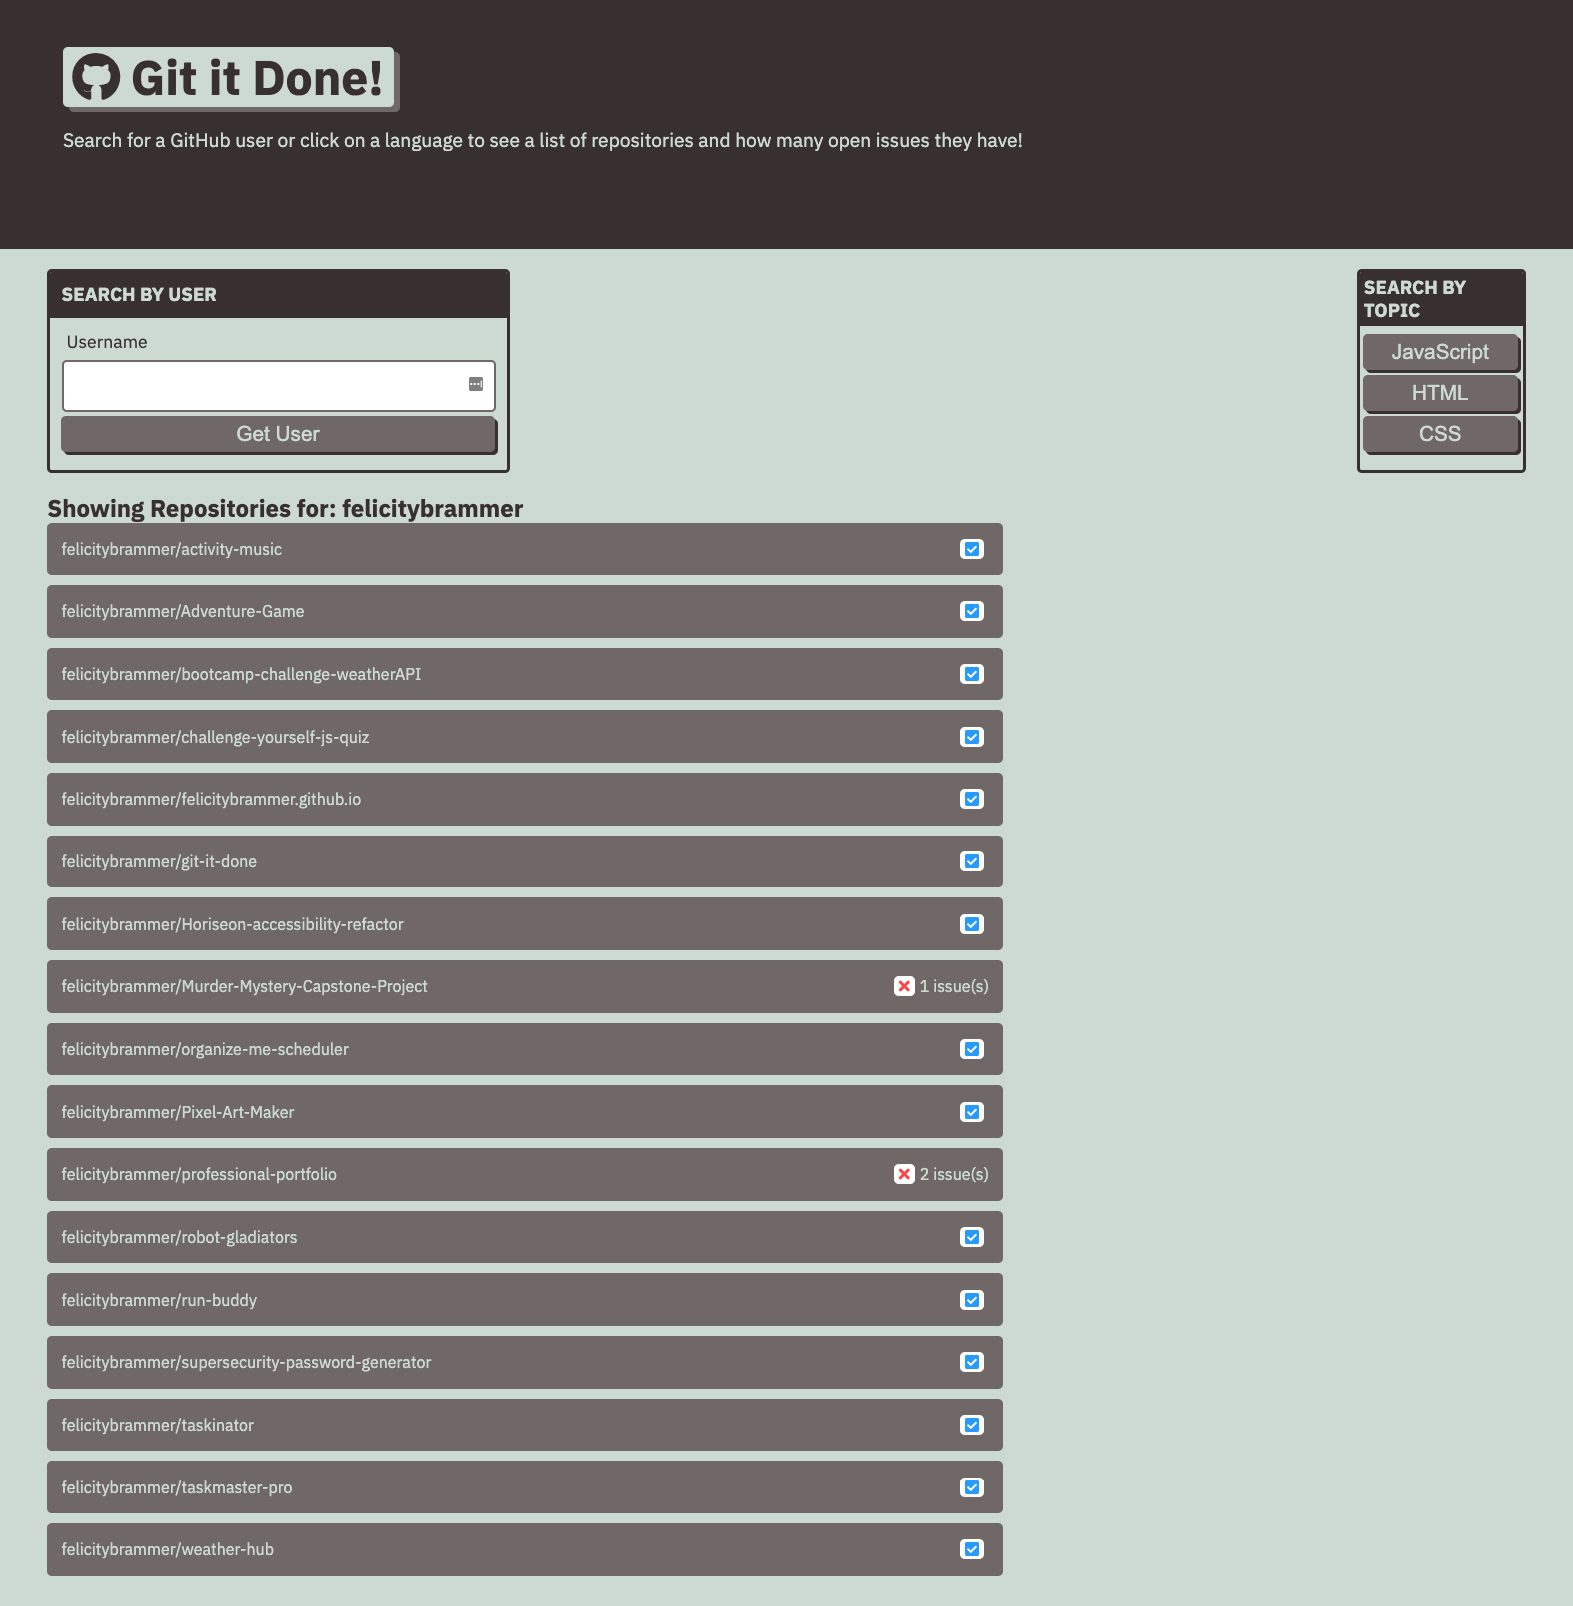 Git it Done!
Search for a GitHub user or click on a language to see a list of repositories and how many open issues they have!
SEARCH BY USER
Username
Get User
SEARCH BY
TOPIC
JavaScript
HTML
CSS
Showing Repositories for: felicitybrammer
felicitybrammer/activity-music
felicitybrammer/Adventure-Game
felicitybrammer/bootcamp-challenge-weatherAPI
felicitybrammer/challenge-yourself-js-quiz
felicitybrammer/felicitybrammer.github.io
felicitybrammer/git-it-done
felicitybrammer/Horiseon-accessibility-refactor
felicitybrammer/Murder-Mystery-Capstone-Project 1 issue(s)
felicitybrammer/organize-me-scheduler
felicitybrammer/Pixel-Art-Maker
felicitybrammer/professional-portfolio 2 issue(s)
felicitybrammer/robot-gladiators
felicitybrammer/run-buddy
felicitybrammer/supersecurity-password-generator
felicitybrammer/taskinator
felicitybrammer/taskmaster-pro
felicitybrammer/weather-hub